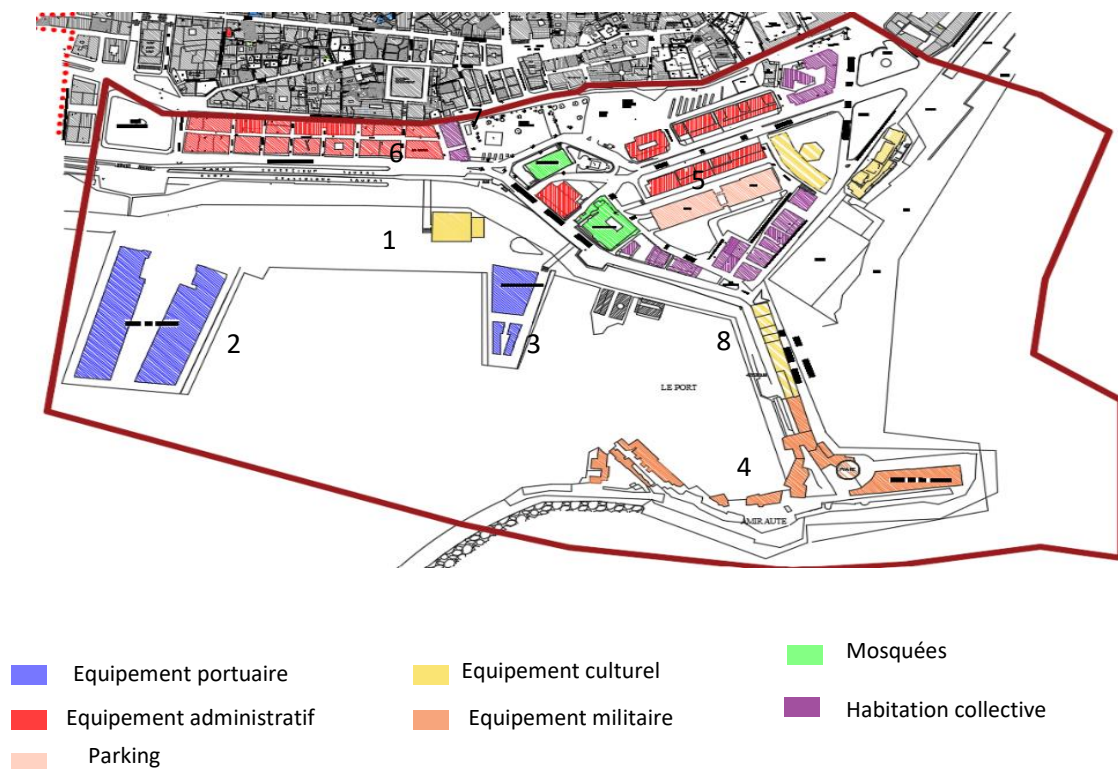 7
6
5
1
2
3
8
LE PORT
4
PHARE
AMIRAUTE
Equipement portuaire
Equipement culturel
Mosquées
Equipement administratif
Equipement militaire
Habitation collective
Parking